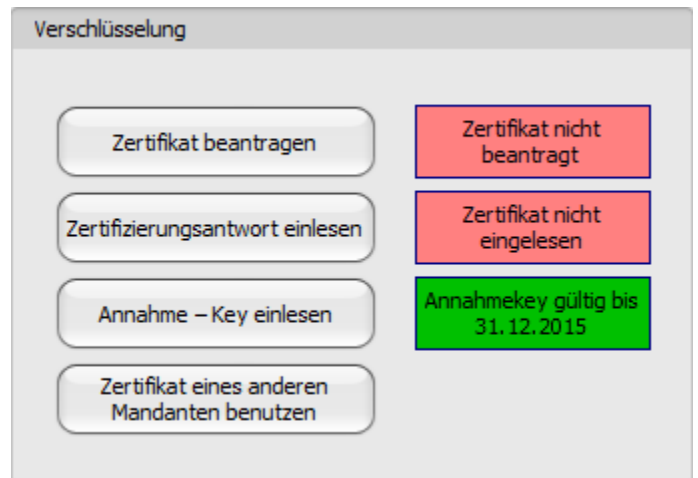 Verschlüsselung
Zertifikat beantragen
Zertifikat nicht
beantragt
Zertifizierungsantwort einlesen
Zertifikat nicht
eingelesen
Annahme – Key einlesen
Annahmekey gültig bis
31.12.2015
Zertifikat eines anderen
Mandanten benutzen